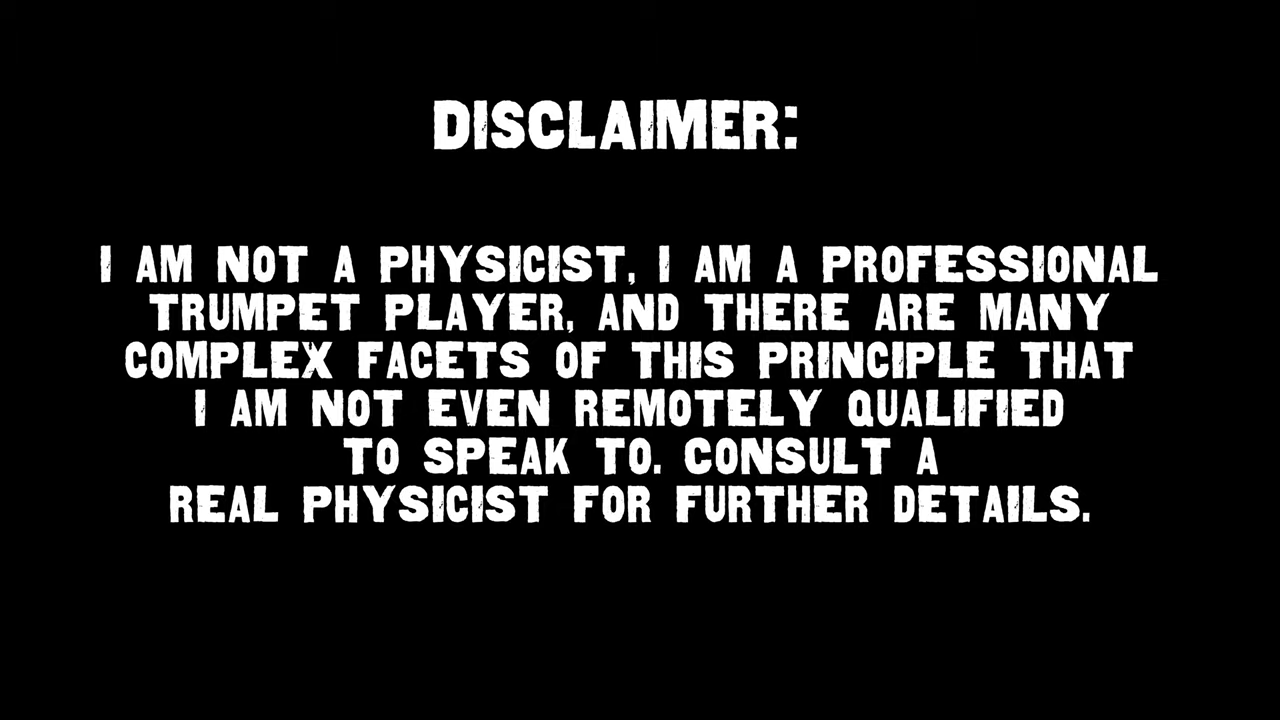 DISCLAIMER:
I AM NOT A PHYSICIST, I AM A PROFESSIONAL
TRUMPET PLAYER, AND THERE ARE MANY
COMPLEX FACETS OF THIS PRINCIPLE THAT
I AM NOT EVEN REMOTELY QUALIFIED
TO SPEAK TO. CONSULT A
REAL PHYSICIST FOR FURTHER DETAILS.